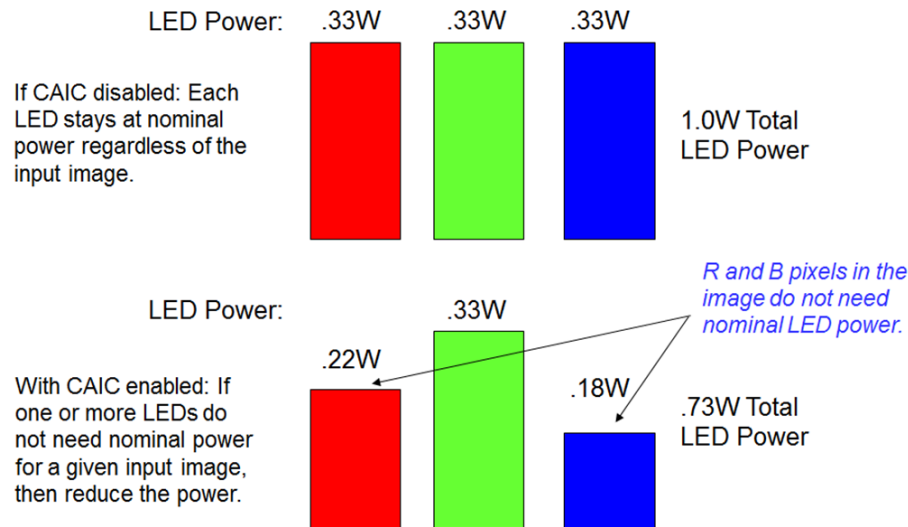 LED Power:
.33W
.33W
.33W
If CAIC disabled: Each
LED stays at nominal
power regardless of the
input image.
1.0W Total
LED Power
R and B pixels in the
image do not need
nominal LED power.
LED Power:
.33W
.22W
.18W
With CAIC enabled: If
one or more LEDs do
not need nominal power
for a given input image,
then reduce the power.
.73W Total
LED Power